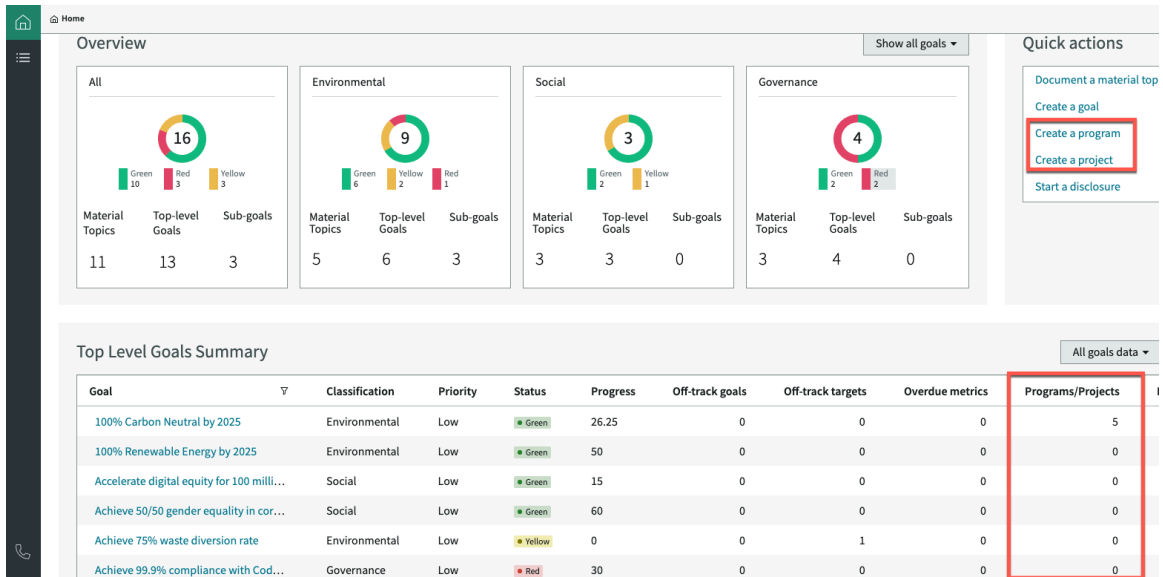 Home
Overview
Show all goals
Quick actions
All
Environmental
Social
Governance
Document a material top
Create a goal
Create a program
Create a project
Start a disclosure
16
9
3
4
Green 10
Red 3
Yellow 3
Green 6
Yellow 2
Red 1
Green 2
Yellow 1
Green 2
Red 2
Material Topics
Top-level Goals
Sub-goals
Material Topics
Top-level Goals
Sub-goals
Material Topics
Top-level Goals
Sub-goals
Material Topics
Top-level Goals
Sub-goals
11 13 3
5 6 3
3 3 0
3 4 0
Top Level Goals Summary
All goals data
Goal Classification Priority Status Progress Off-track goals Off-track targets Overdue metrics Programs/Projects
100% Carbon Neutral by 2025 Environmental Low Green 26.25 0 0 0 5
100% Renewable Energy by 2025 Environmental Low Green 50 0 0 0 0
Accelerate digital equity for 100 milli... Social Low Green 15 0 0 0 0
Achieve 50/50 gender equality in cor... Social Low Green 60 0 0 0 0
Achieve 75% waste diversion rate Environmental Low Yellow 0 0 1 0 0
Achieve 99.9% compliance with Cod... Governance Low Red 30 0 0 0 0